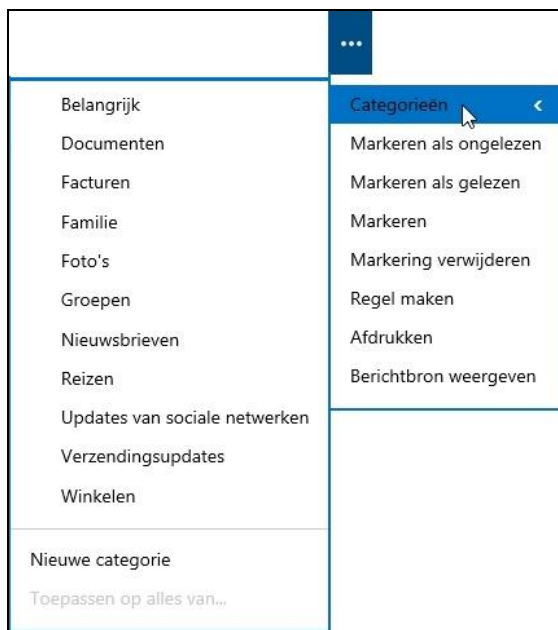 ...
Belangrijk
Documenten
Facturen
Familie
Foto's
Groepen
Nieuwsbrieven
Reizen
Updates van sociale netwerken
Verzendingsupdates
Winkelen
Nieuwe categorie
Toepassen op alles van...
Categorieën
Markeren als ongelezen
Markeren als gelezen
Markeren
Markering verwijderen
Regel maken
Afdrukken
Berichtbron weergeven